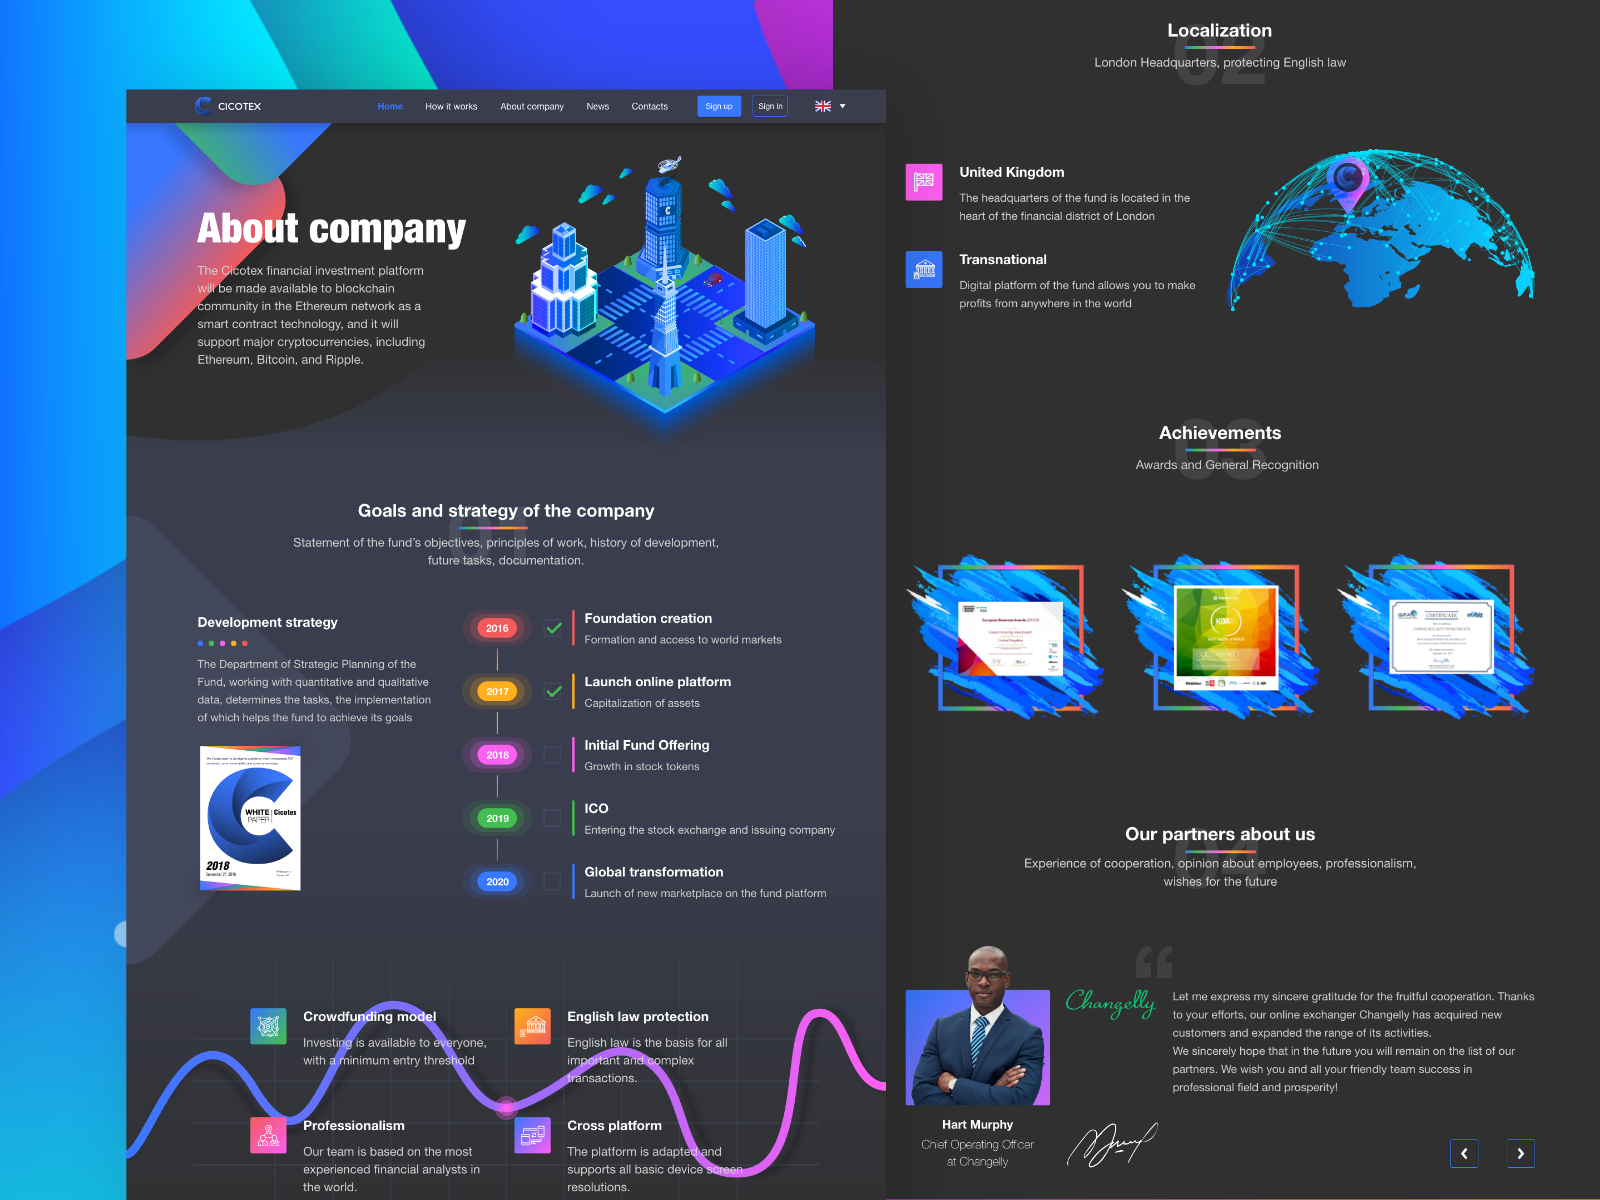 CICOTEX
Home
How it works
About company
News
Contacts
Sign up
Sign In
About company
The Cicotex financial investment platform
will be made available to blockchain
community in the Ethereum network as a
smart contract technology, and it will
support major cryptocurrencies, including
Ethereum, Bitcoin, and Ripple.
01
Goals and strategy of the company
Statement of the fund's objectives, principles of work, history of development,
future tasks, documentation.
Development strategy
The Department of Strategic Planning of the
Fund, working with quantitative and qualitative
data, determines the tasks, the implementation
of which helps the fund to achieve its goals
WHITE
PAPER
Cicotex
2018
September 27, 2018
2016
Foundation creation
Formation and access to world markets
2017
Launch online platform
Capitalization of assets
2018
Initial Fund Offering
Growth in stock tokens
2019
ICO
Entering the stock exchange and issuing company
2020
Global transformation
Launch of new marketplace on the fund platform
Crowdfunding model
Investing is available to everyone,
with a minimum entry threshold
English law protection
English law is the basis for all
important and complex
transactions.
Professionalism
Our team is based on the most
experienced financial analysts in
the world.
Cross platform
The platform is adapted and
supports all basic device screen
resolutions.
02
Localization
London Headquarters, protecting English law
United Kingdom
The headquarters of the fund is located in the
heart of the financial district of London
Transnational
Digital platform of the fund allows you to make
profits from anywhere in the world
03
Achievements
Awards and General Recognition
CERTIFICATE
04
Our partners about us
Experience of cooperation, opinion about employees, professionalism,
wishes for the future
Changelly
Let me express my sincere gratitude for the fruitful cooperation. Thanks
to your efforts, our online exchanger Changelly has acquired new
customers and expanded the range of its activities.
We sincerely hope that in the future you will remain on the list of our
partners. We wish you and all your friendly team success in
professional field and prosperity!
Hart Murphy
Chief Operating Officer
at Changelly